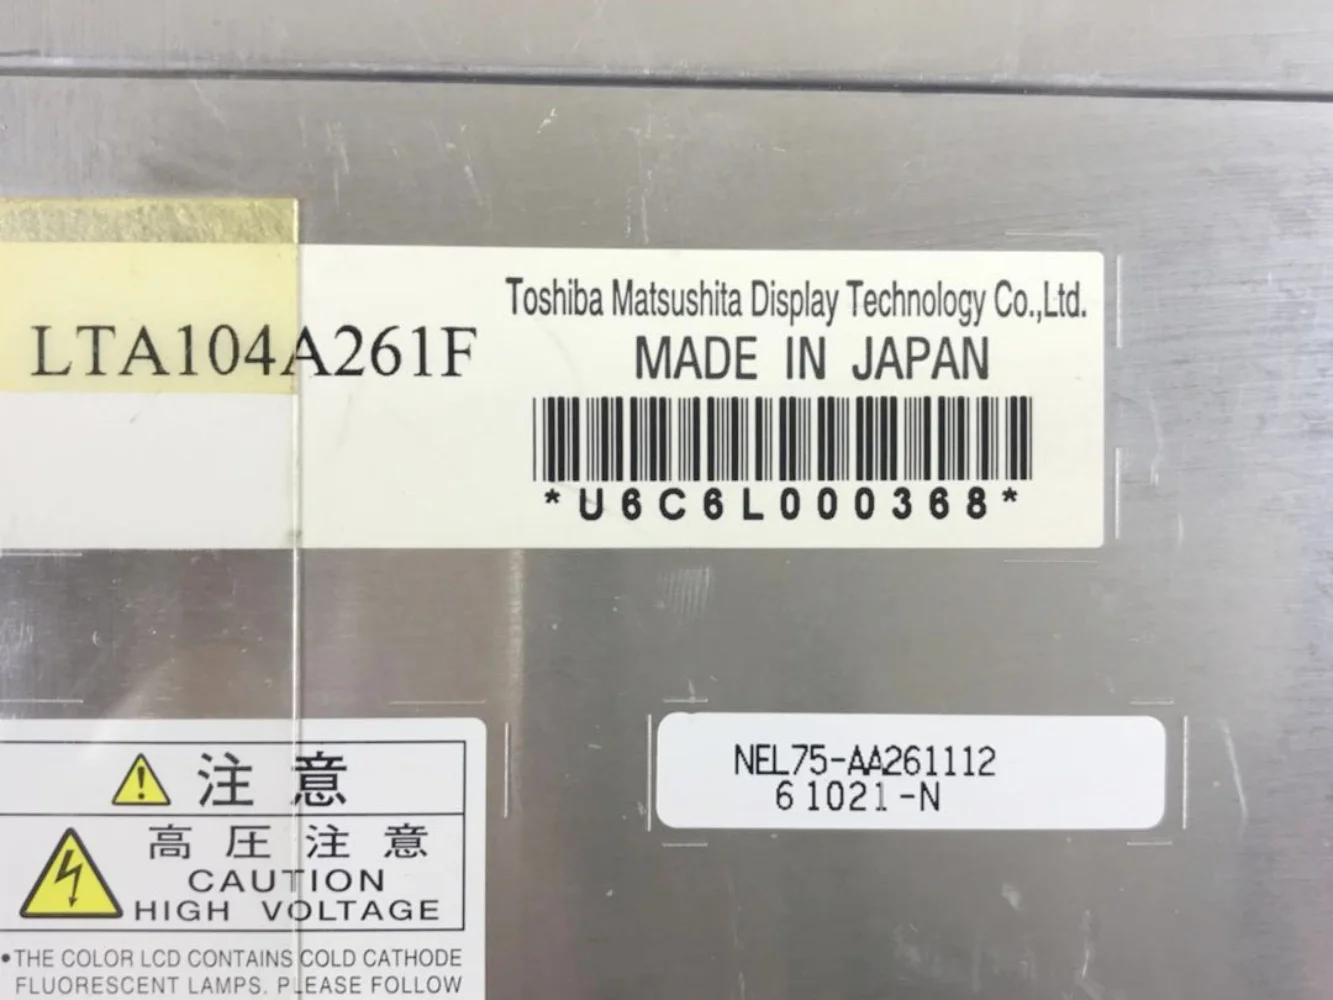 LTA104A261F
Toshiba Matsushita Display Technology Co.,Ltd.
MADE IN JAPAN
*U6C6L000368*
NEL75-AA261112
61021-N
注 意
高 圧 注 意
CAUTION
HIGH VOLTAGE
•THE COLOR LCD CONTAINS COLD CATHODE
FLUORESCENT LAMPS. PLEASE FOLLOW